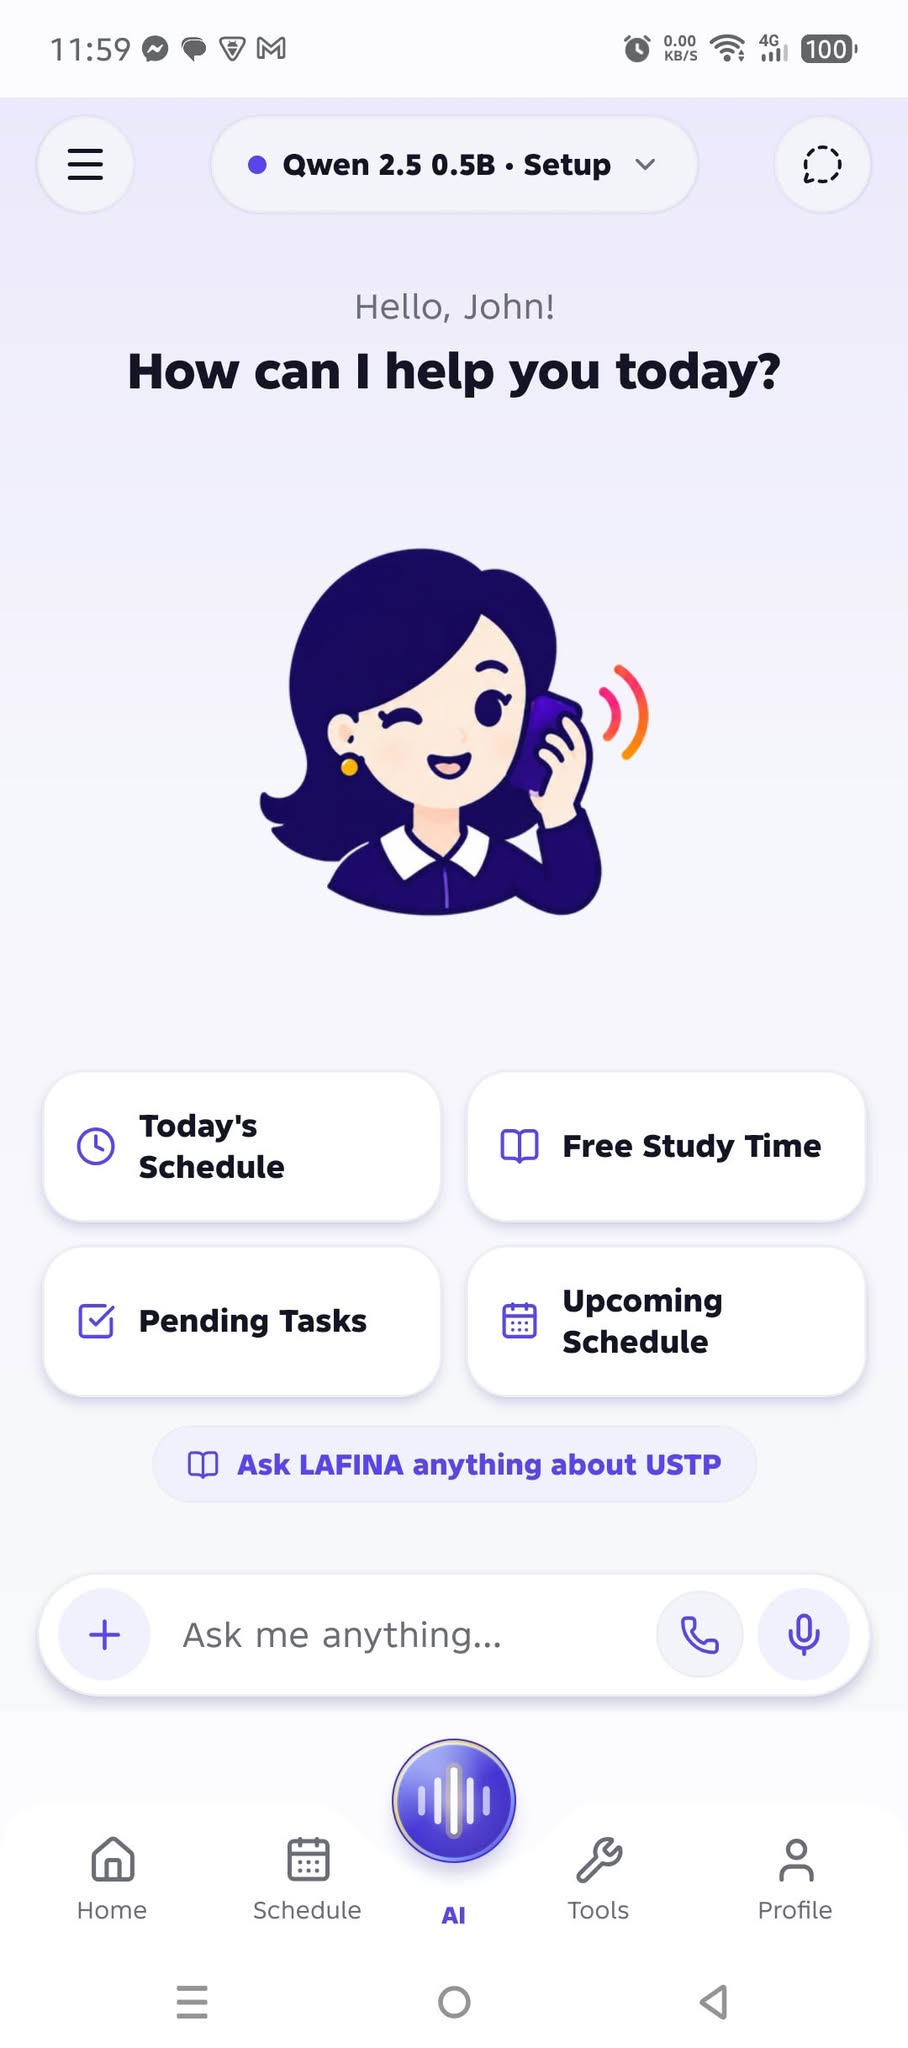 11:59
0.00
KB/S
4G
100
Qwen 2.5 0.5B • Setup
Hello, John!
How can I help you today?
Today's
Schedule
Free Study Time
Pending Tasks
Upcoming
Schedule
Ask LAFINA anything about USTP
Ask me anything...
Home
Schedule
AI
Tools
Profile